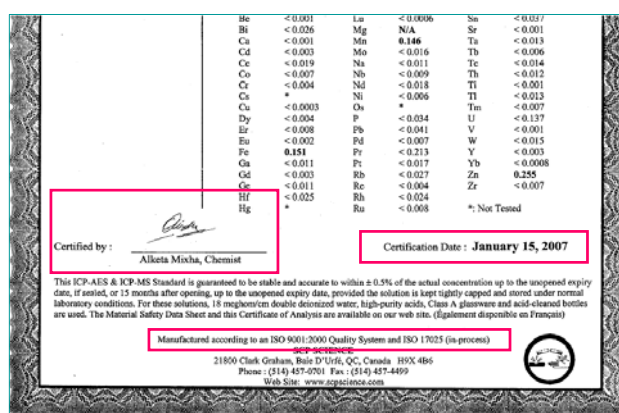 Be < 0.001 Lu < 0.0006 Sn < 0.037
Bi < 0.026 Mg N/A Sr < 0.001
Ca < 0.001 Mn 0.146 Ta < 0.013
Cd < 0.003 Mo < 0.016 Tb < 0.006
Ce < 0.019 Na < 0.011 Te < 0.014
Co < 0.007 Nb < 0.009 Th < 0.012
Cr < 0.004 Nd < 0.018 Ti < 0.001
Cs * Ni < 0.006 Tl < 0.013
Cu < 0.0003 Os * Tm < 0.007
Dy < 0.004 P < 0.034 U < 0.137
Er < 0.008 Pb < 0.041 V < 0.001
Eu < 0.002 Pd < 0.007 W < 0.015
Fe 0.151 Pr < 0.213 Y < 0.003
Ga < 0.011 Pt < 0.017 Yb < 0.0008
Gd < 0.003 Rb < 0.027 Zn 0.255
Ge < 0.011 Re < 0.004 Zr < 0.007
Hf < 0.025 Rh < 0.024
Hg * Ru < 0.008 *: Not Tested
Certified by :
Alketa Mixha, Chemist
Certification Date : January 15, 2007
This ICP-AES & ICP-MS Standard is guaranteed to be stable and accurate to within ± 0.5% of the actual concentration up to the unopened expiry
date, if sealed, or 15 months after opening, up to the unopened expiry date, provided the solution is kept tightly capped and stored under normal
laboratory conditions. For these solutions, 18 megohm/cm double deionized water, high-purity acids, Class A glassware and acid-cleaned bottles
are used. The Material Safety Data Sheet and this Certificate of Analysis are available on our web site. (Également disponible en Français)
Manufactured according to an ISO 9001:2000 Quality System and ISO 17025 (in-process)
SCP SCIENCE
21800 Clark Graham, Baie D'Urfé, QC, Canada H9X 4B6
Phone : (514) 457-0701 Fax : (514) 457-4499
Web Site: www.scpscience.com